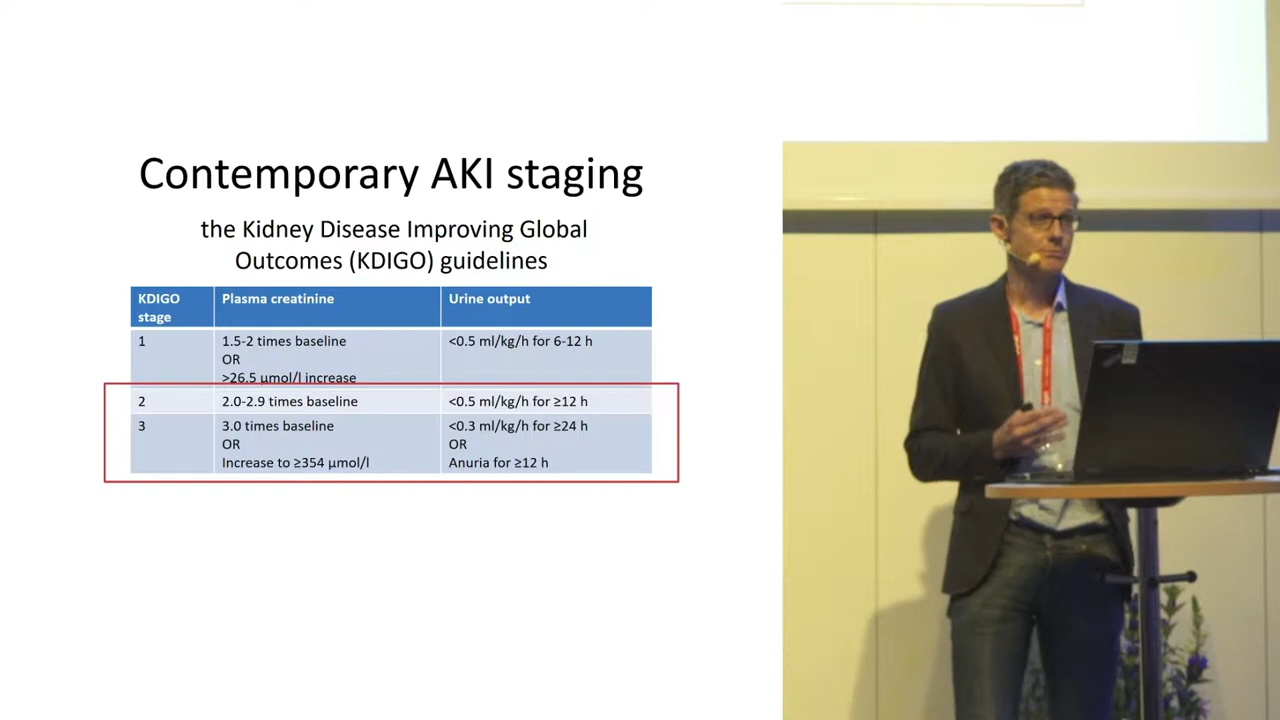 Contemporary AKI staging
the Kidney Disease Improving Global
Outcomes (KDIGO) guidelines
KDIGO stage | Plasma creatinine | Urine output
1 | 1.5-2 times baseline | <0.5 ml/kg/h for 6-12 h
OR
>26.5 µmol/l increase
2 | 2.0-2.9 times baseline | <0.5 ml/kg/h for ≥12 h
3 | 3.0 times baseline | <0.3 ml/kg/h for ≥24 h
OR | OR
Increase to ≥354 µmol/l | Anuria for ≥12 h